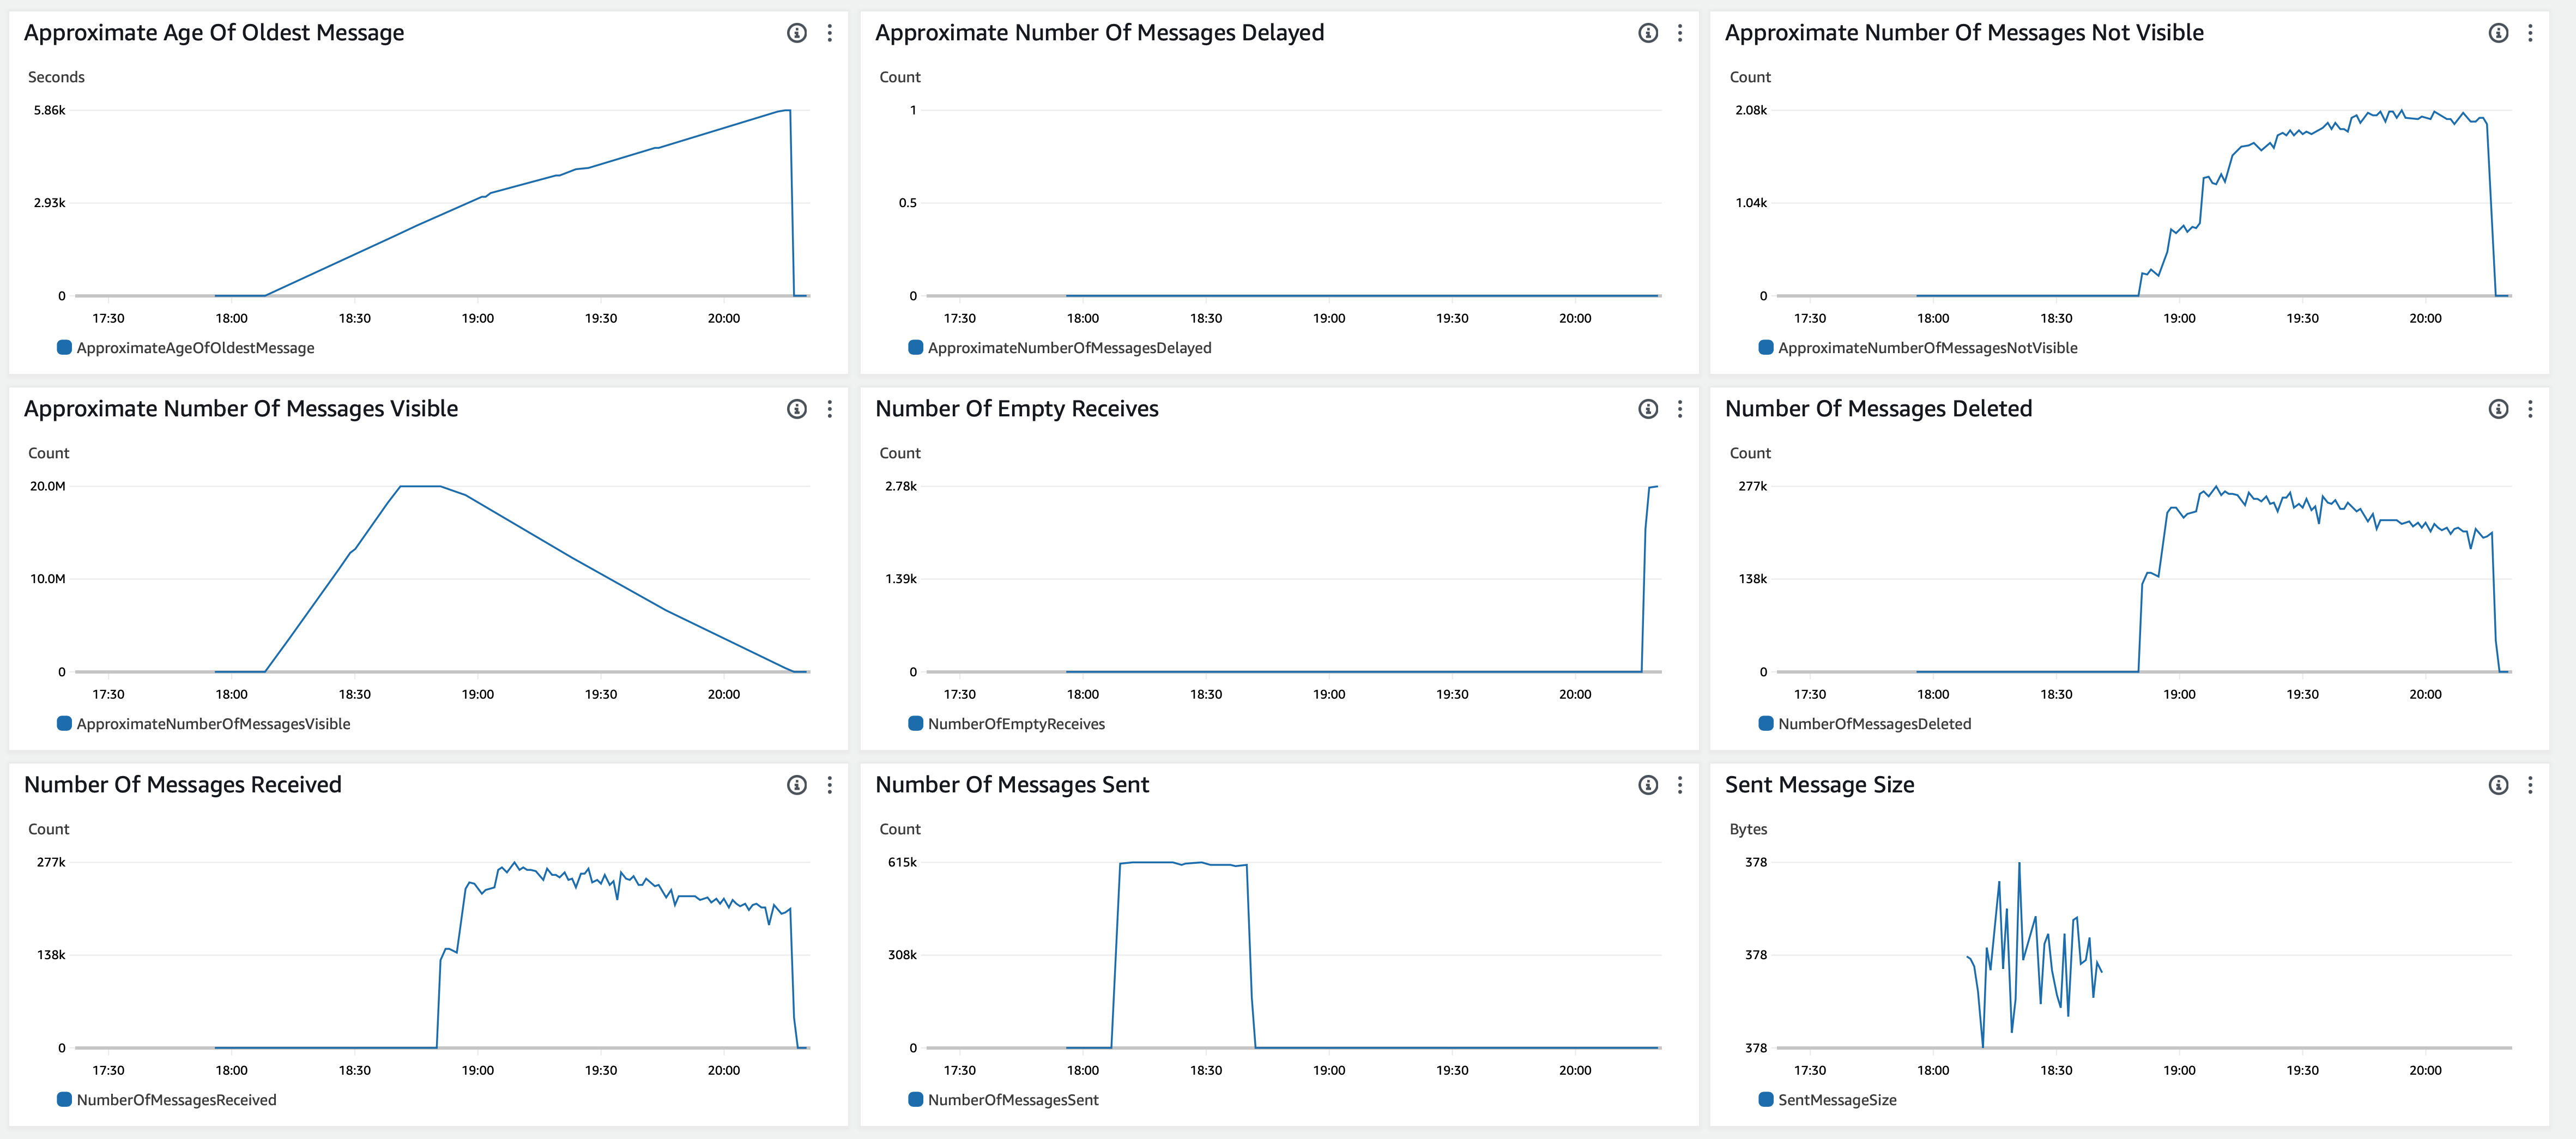 Approximate Age Of Oldest Message
Seconds
5.86k
2.93k
0
17:30 18:00 18:30 19:00 19:30 20:00
ApproximateAgeOfOldestMessage
Approximate Number Of Messages Delayed
Count
1
0.5
0
17:30 18:00 18:30 19:00 19:30 20:00
ApproximateNumberOfMessagesDelayed
Approximate Number Of Messages Not Visible
Count
2.08k
1.04k
0
17:30 18:00 18:30 19:00 19:30 20:00
ApproximateNumberOfMessagesNotVisible
Approximate Number Of Messages Visible
Count
20.0M
10.0M
0
17:30 18:00 18:30 19:00 19:30 20:00
ApproximateNumberOfMessagesVisible
Number Of Empty Receives
Count
2.78k
1.39k
0
17:30 18:00 18:30 19:00 19:30 20:00
NumberOfEmptyReceives
Number Of Messages Deleted
Count
277k
138k
0
17:30 18:00 18:30 19:00 19:30 20:00
NumberOfMessagesDeleted
Number Of Messages Received
Count
277k
138k
0
17:30 18:00 18:30 19:00 19:30 20:00
NumberOfMessagesReceived
Number Of Messages Sent
Count
615k
308k
0
17:30 18:00 18:30 19:00 19:30 20:00
NumberOfMessagesSent
Sent Message Size
Bytes
378
378
378
17:30 18:00 18:30 19:00 19:30 20:00
SentMessageSize